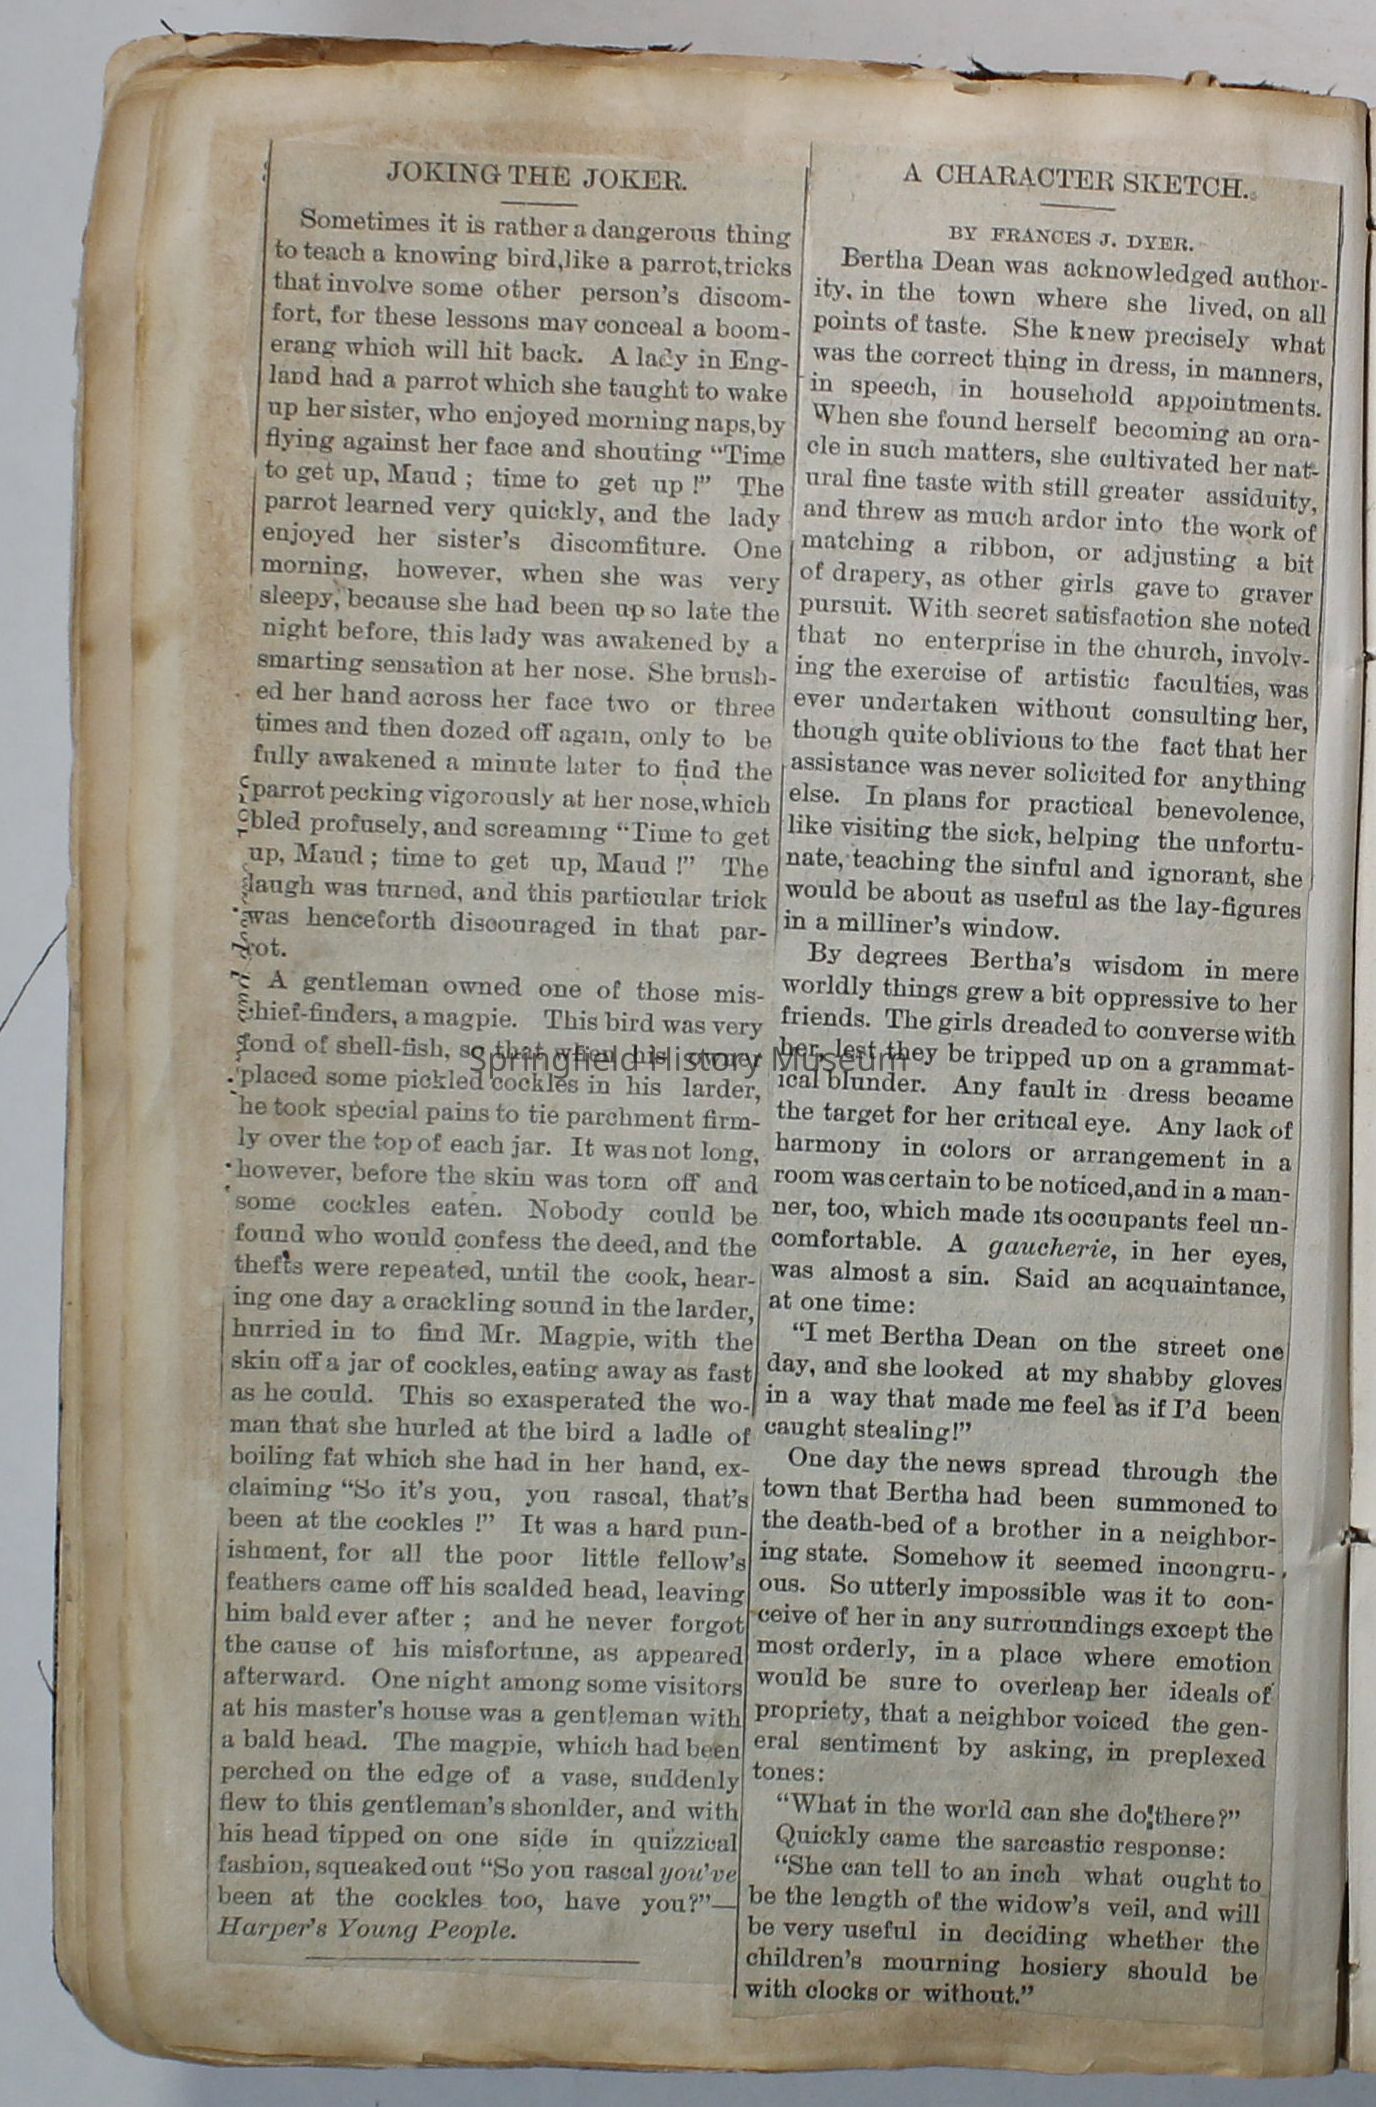 JOKING THE JOKER.
Sometimes it is rather a dangerous thing
to teach a knowing bird, like a parrot, tricks
that involve some other person's discom-
fort, for these lessons may conceal a boom-
erang which will hit back. A lady in Eng-
land had a parrot which she taught to wake
up her sister, who enjoyed morning naps, by
flying against her face and shouting "Time
to get up, Maud ; time to get up !" The
parrot learned very quickly, and the lady
enjoyed her sister's discomfiture. One
morning, however, when she was very
sleepy, because she had been up so late the
night before, this lady was awakened by a
smarting sensation at her nose. She brush-
ed her hand across her face two or three
times and then dozed off again, only to be
fully awakened a minute later to find the
parrot pecking vigorously at her nose, which
bled profusely, and screaming "Time to get
up, Maud ; time to get up, Maud !" The
laugh was turned, and this particular trick
was henceforth discouraged in that par-
rot.
A gentleman owned one of those mis-
chief-finders, a magpie. This bird was very
fond of shell-fish, so that when his owner
placed some pickled cockles in his larder,
he took special pains to tie parchment firm-
ly over the top of each jar. It was not long,
however, before the skin was torn off and
some cockles eaten. Nobody could be
found who would confess the deed, and the
thefts were repeated, until the cook, hear-
ing one day a crackling sound in the larder,
hurried in to find Mr. Magpie, with the
skin off a jar of cockles, eating away as fast
as he could. This so exasperated the wo-
man that she hurled at the bird a ladle of
boiling fat which she had in her hand, ex-
claiming "So it's you, you rascal, that's
been at the cockles !" It was a hard pun-
ishment, for all the poor little fellow's
feathers came off his scalded head, leaving
him bald ever after ; and he never forgot
the cause of his misfortune, as appeared
afterward. One night among some visitors
at his master's house was a gentleman with
a bald head. The magpie, which had been
perched on the edge of a vase, suddenly
flew to this gentleman's shonlder, and with
his head tipped on one side in quizzical
fashion, squeaked out "So you rascal you've
been at the cockles too, have you?"—
Harper's Young People.
A CHARACTER SKETCH.
BY FRANCES J. DYER.
Bertha Dean was acknowledged author-
ity, in the town where she lived, on all
points of taste. She knew precisely what
was the correct thing in dress, in manners,
in speech, in household appointments.
When she found herself becoming an ora-
cle in such matters, she cultivated her nat-
ural fine taste with still greater assiduity,
and threw as much ardor into the work of
matching a ribbon, or adjusting a bit
of drapery, as other girls gave to graver
pursuit. With secret satisfaction she noted
that no enterprise in the church, involv-
ing the exercise of artistic faculties, was
ever undertaken without consulting her,
though quite oblivious to the fact that her
assistance was never solicited for anything
else. In plans for practical benevolence,
like visiting the sick, helping the unfortu-
nate, teaching the sinful and ignorant, she
would be about as useful as the lay-figures
in a milliner's window.
By degrees Bertha's wisdom in mere
worldly things grew a bit oppressive to her
friends. The girls dreaded to converse with
her, lest they be tripped up on a grammat-
ical blunder. Any fault in dress became
the target for her critical eye. Any lack of
harmony in colors or arrangement in a
room was certain to be noticed, and in a man-
ner, too, which made its occupants feel un-
comfortable. A gaucherie, in her eyes,
was almost a sin. Said an acquaintance,
at one time:
"I met Bertha Dean on the street one
day, and she looked at my shabby gloves
in a way that made me feel as if I'd been
caught stealing!"
One day the news spread through the
town that Bertha had been summoned to
the death-bed of a brother in a neighbor-
ing state. Somehow it seemed incongru-
ous. So utterly impossible was it to con-
ceive of her in any surroundings except the
most orderly, in a place where emotion
would be sure to overleap her ideals of
propriety, that a neighbor voiced the gen-
eral sentiment by asking, in preplexed
tones:
"What in the world can she do there?"
Quickly came the sarcastic response:
"She can tell to an inch what ought to
be the length of the widow's veil, and will
be very useful in deciding whether the
children's mourning hosiery should be
with clocks or without."
Springfield History Museum